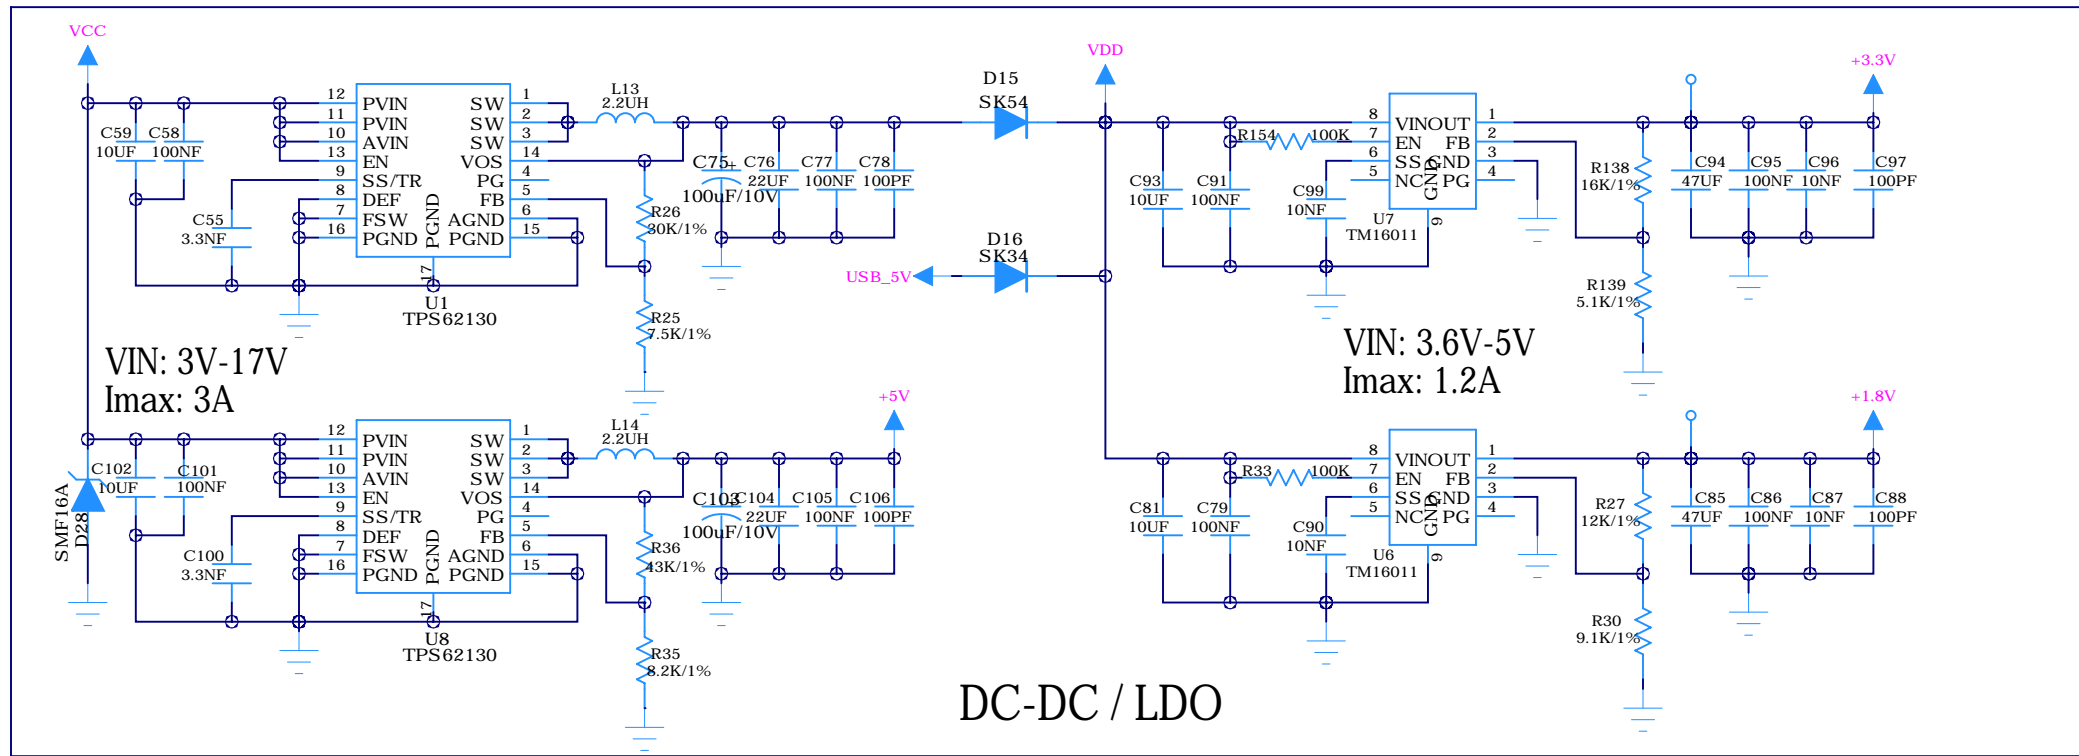 VCC
C59
10UF
C58
100NF
C55
3.3NF
12 PVIN SW 1
11 PVIN SW 2
10 AVIN SW 3
13 EN VOS 14
9 SS/TR PG 4
8 DEF FB 5
7 FSW AGND 6
16 PGND PGND 15
PGND
17
U1
TPS62130
L13
2.2UH
R26
30K/1%
R25
7.5K/1%
C75 +
100uF/10V
C76
22UF
C77
100NF
C78
100PF
D15
SK54
VDD
D16
SK34
USB_5V
C93
10UF
C91
100NF
R154 100K
C99
10NF
8 VIN OUT 1
7 EN FB 2
6 SS GND 3
5 NC PG 4
GND
9
U7
TM16011
R138
16K/1%
R139
5.1K/1%
C94
47UF
C95
100NF
C96
10NF
C97
100PF
+3.3V
VIN: 3V-17V
Imax: 3A
VIN: 3.6V-5V
Imax: 1.2A
SMF16A
D28
C102
10UF
C101
100NF
C100
3.3NF
12 PVIN SW 1
11 PVIN SW 2
10 AVIN SW 3
13 EN VOS 14
9 SS/TR PG 4
8 DEF FB 5
7 FSW AGND 6
16 PGND PGND 15
PGND
17
U8
TPS62130
L14
2.2UH
R36
43K/1%
R35
8.2K/1%
C103
100uF/10V
C104
22UF
C105
100NF
C106
100PF
+5V
C81
10UF
C79
100NF
R33 100K
C90
10NF
8 VIN OUT 1
7 EN FB 2
6 SS GND 3
5 NC PG 4
GND
9
U6
TM16011
R27
12K/1%
R30
9.1K/1%
C85
47UF
C86
100NF
C87
10NF
C88
100PF
+1.8V
DC-DC / LDO